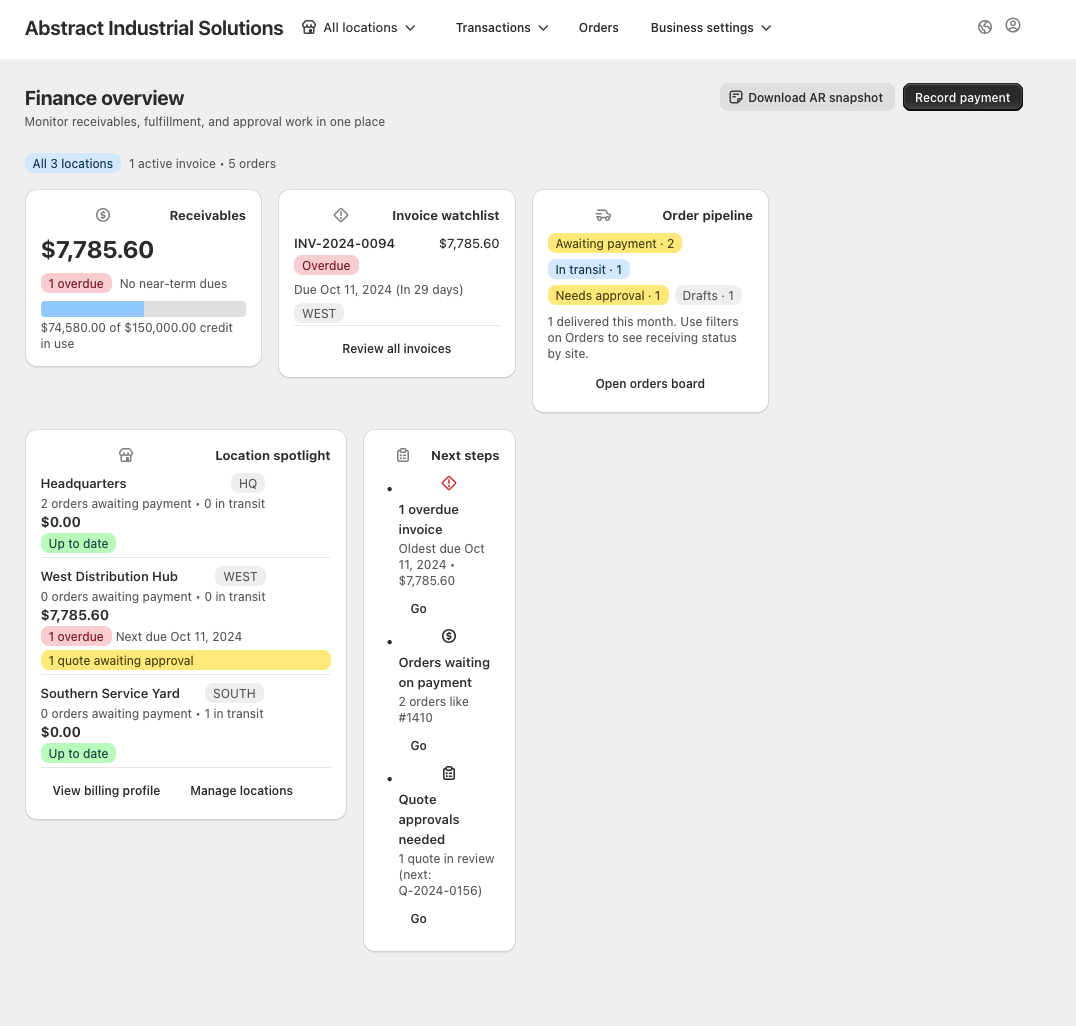 Abstract Industrial Solutions
All locations
Transactions
Orders
Business settings
Finance overview
Monitor receivables, fulfillment, and approval work in one place
Download AR snapshot
Record payment
All 3 locations
1 active invoice • 5 orders
Receivables
$7,785.60
1 overdue
No near-term dues
$74,580.00 of $150,000.00 credit
in use
Invoice watchlist
INV-2024-0094
$7,785.60
Overdue
Due Oct 11, 2024 (In 29 days)
WEST
Review all invoices
Order pipeline
Awaiting payment · 2
In transit · 1
Needs approval · 1
Drafts · 1
1 delivered this month. Use filters
on Orders to see receiving status
by site.
Open orders board
Location spotlight
Headquarters
HQ
2 orders awaiting payment • 0 in transit
$0.00
Up to date
West Distribution Hub
WEST
0 orders awaiting payment • 0 in transit
$7,785.60
1 overdue
Next due Oct 11, 2024
1 quote awaiting approval
Southern Service Yard
SOUTH
0 orders awaiting payment • 1 in transit
$0.00
Up to date
View billing profile
Manage locations
Next steps
1 overdue
invoice
Oldest due Oct
11, 2024 •
$7,785.60
Go
Orders waiting
on payment
2 orders like
#1410
Go
Quote
approvals
needed
1 quote in review
(next:
Q-2024-0156)
Go